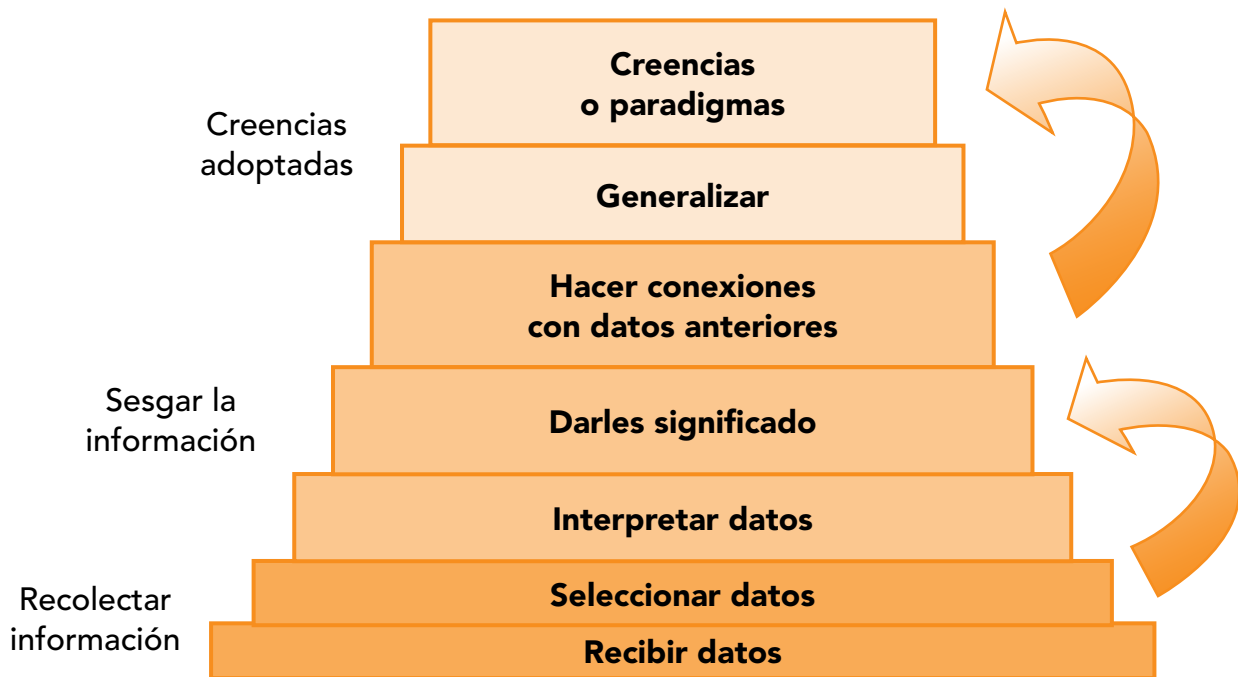 Creencias
o paradigmas
Creencias
adoptadas
Generalizar
Hacer conexiones
con datos anteriores
Sesgar la
información
Darles significado
Interpretar datos
Recolectar
información
Seleccionar datos
Recibir datos